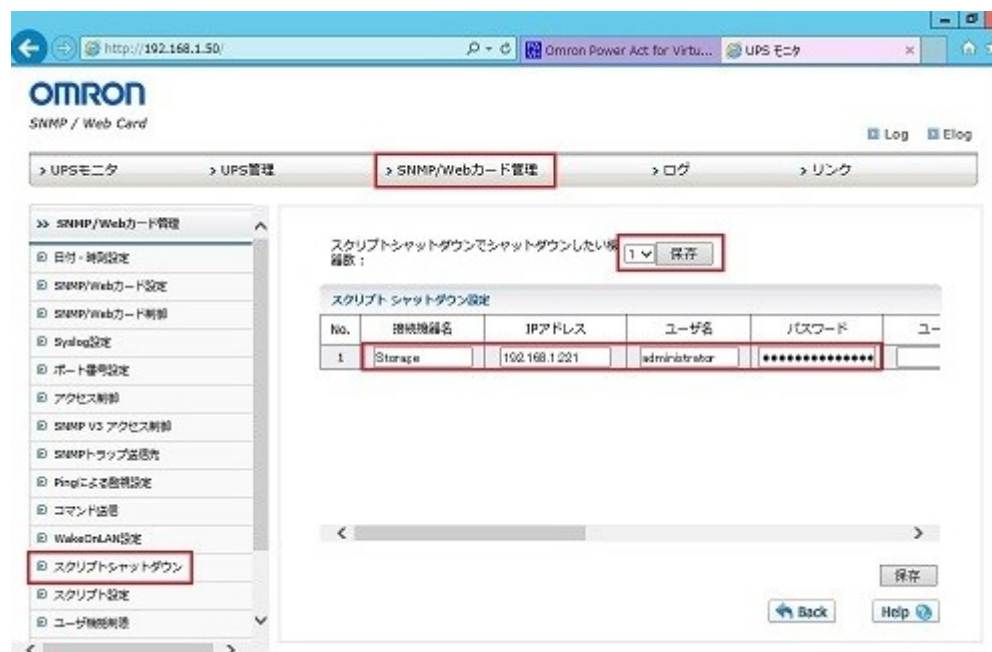 http://192.168.1.50/
Omron Power Act for Virtu...
UPS モニタ
OMRON
SNMP / Web Card
Log Elog
UPSモニタ
UPS管理
SNMP/Webカード管理
ログ
リンク
SNMP/Webカード管理
日付・時刻設定
SNMP/Webカード設定
SNMP/Webカード制御
Syslog設定
ポート番号設定
アクセス制御
SNMP V3 アクセス制御
SNMPトラップ送信先
Pingによる監視設定
コマンド送信
WakeOnLAN設定
スクリプトシャットダウン
スクリプト設定
ユーザ機能制限
スクリプトシャットダウンでシャットダウンしたい機
器数:
1 保存
スクリプト シャットダウン設定
No. 接続機器名 IPアドレス ユーザ名 パスワード ユー
1 Storage 192.168.1.221 administrator ●●●●●●●●●●●●●●
保存
Back Help